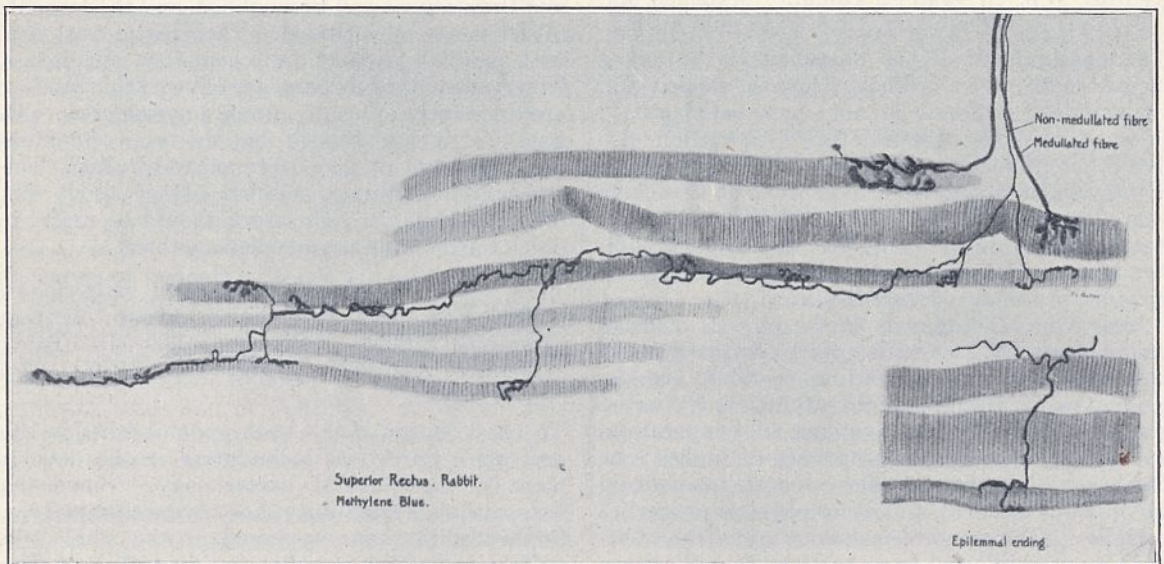 Non-medullated fibre
Medullated fibre
Superior Rectus. Rabbit.
Methylene Blue.
Epilemmal ending.